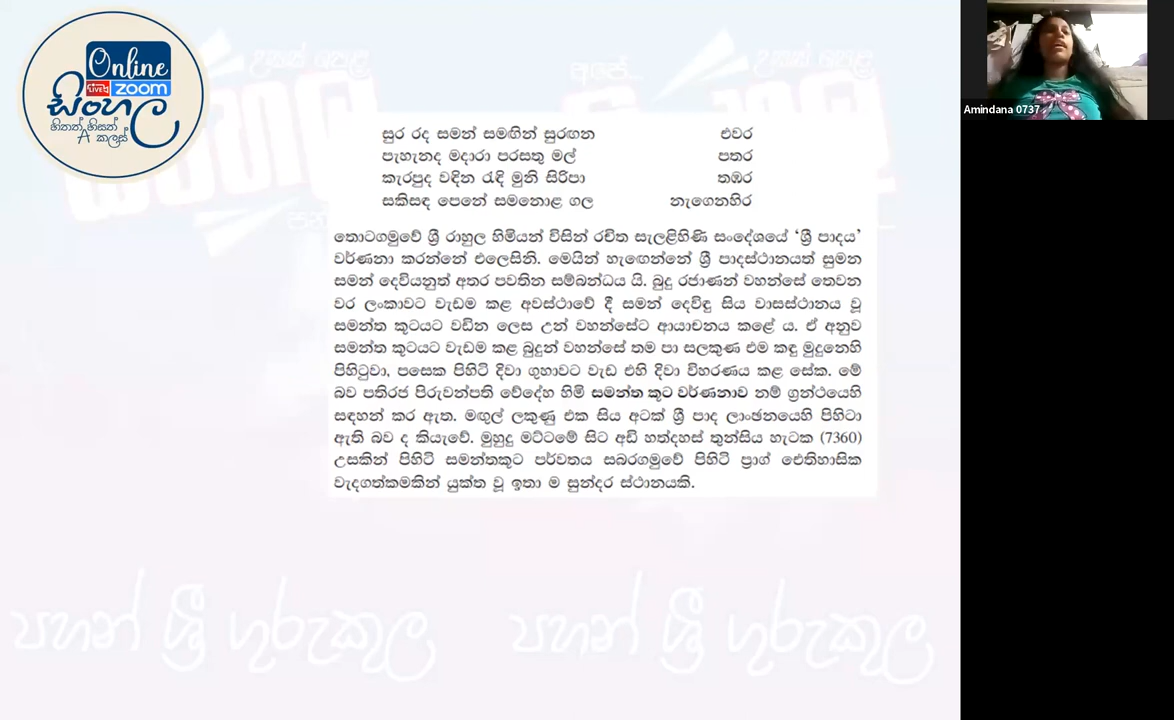 Online
Live zoom
සිංහල
හිතත් හිසත්
A කලස්
Amindana 0737
සුර රද සමන් සමඟින් සුරඟන එවර
පැහැනද මදාරා පරසතු මල් පතර
කැරපුද වඳින රැඳි මුනි සිරිපා තඹර
සකිසඳ පෙනේ සමනොළ ගල නැගෙනහිර
තොටගමුවේ ශ්‍රී රාහුල හිමියන් විසින් රචිත සැලළිහිණි සංදේශයේ ‘ශ්‍රී පාදය’
වර්ණනා කරන්නේ එලෙසිනි. මෙයින් හැඟෙන්නේ ශ්‍රී පාදස්ථානයත් සුමන
සමන් දෙවියනුත් අතර පවතින සම්බන්ධය යි. බුදු රජාණන් වහන්සේ තෙවන
වර ලංකාවට වැඩම කළ අවස්ථාවේ දී සමන් දෙවිඳු සිය වාසස්ථානය වූ
සමන්ත කූටයට වඩින ලෙස උන් වහන්සේට ආයාචනය කළේ ය. ඒ අනුව
සමන්ත කූටයට වැඩම කළ බුදුන් වහන්සේ තම පා සලකුණ එම කඳු මුදුනෙහි
පිහිටුවා, පසෙක පිහිටි දිවා ගුහාවට වැඩ එහි දිවා විහරණය කළ සේක. මේ
බව පතිරජ පිරුවන්පති වේදේහ හිමි සමන්ත කූට වර්ණනාව නම් ග්‍රන්ථයෙහි
සඳහන් කර ඇත. මඟුල් ලකුණු එක සිය අටක් ශ්‍රී පාද ලාංඡනයෙහි පිහිටා
ඇති බව ද කියැවේ. මුහුදු මට්ටමේ සිට අඩි හත්දහස් තුන්සිය හැටක (7360)
උසකින් පිහිටි සමන්තකූට පර්වතය සබරගමුවේ පිහිටි ප්‍රාග් ඓතිහාසික
වැදගත්කමකින් යුක්ත වූ ඉතා ම සුන්දර ස්ථානයකි.
පහන් ශ්‍රී ගුරුකුල පහන් ශ්‍රී ගුරුකුල